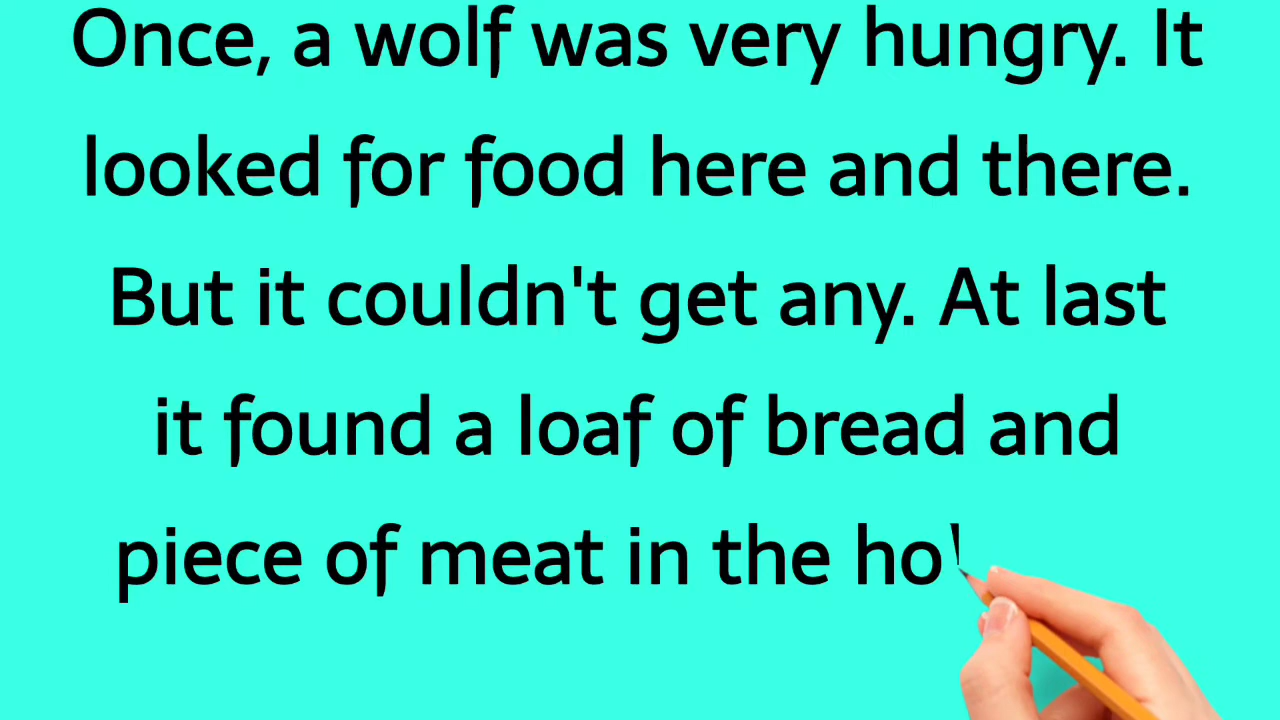 Once, a wolf was very hungry. It
looked for food here and there.
But it couldn't get any. At last
it found a loaf of bread and
piece of meat in the ho